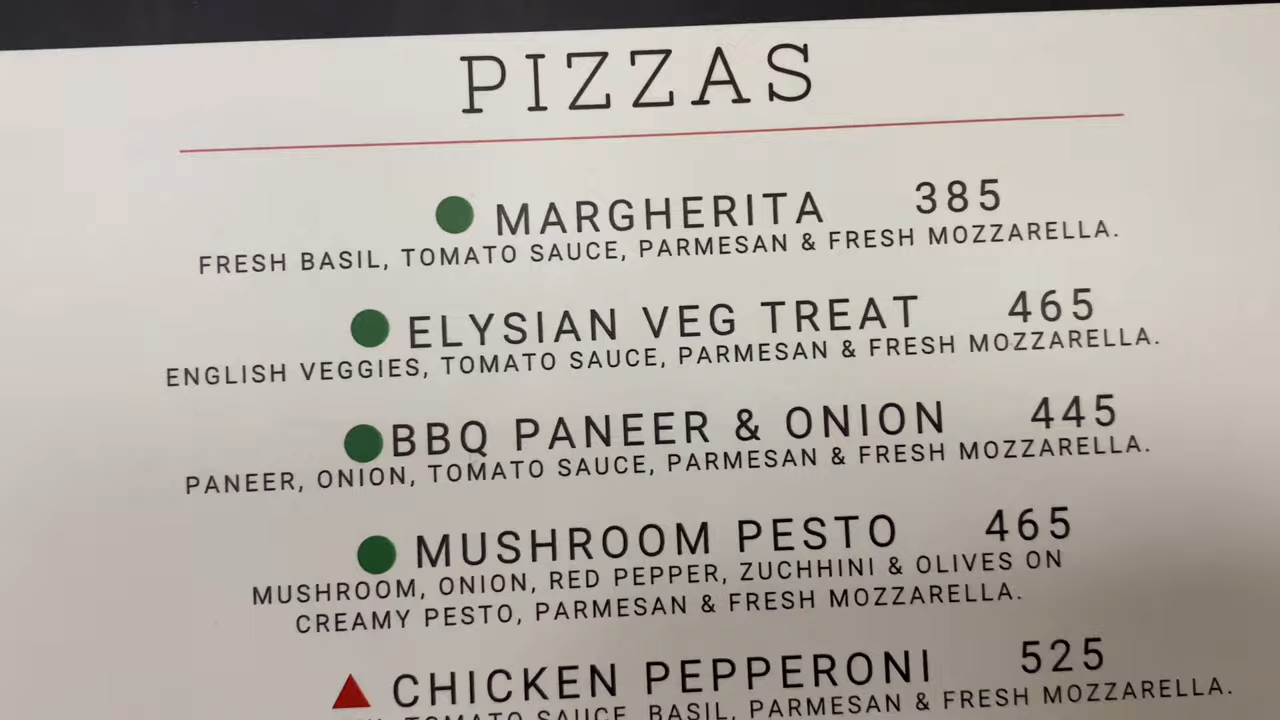 PIZZAS
MARGHERITA 385
FRESH BASIL, TOMATO SAUCE, PARMESAN & FRESH MOZZARELLA.
ELYSIAN VEG TREAT 465
ENGLISH VEGGIES, TOMATO SAUCE, PARMESAN & FRESH MOZZARELLA.
BBQ PANEER & ONION 445
PANEER, ONION, TOMATO SAUCE, PARMESAN & FRESH MOZZARELLA.
MUSHROOM PESTO 465
MUSHROOM, ONION, RED PEPPER, ZUCHHINI & OLIVES ON
CREAMY PESTO, PARMESAN & FRESH MOZZARELLA.
CHICKEN PEPPERONI 525
TOMATO SAUCE, BASIL, PARMESAN & FRESH MOZZARELLA.